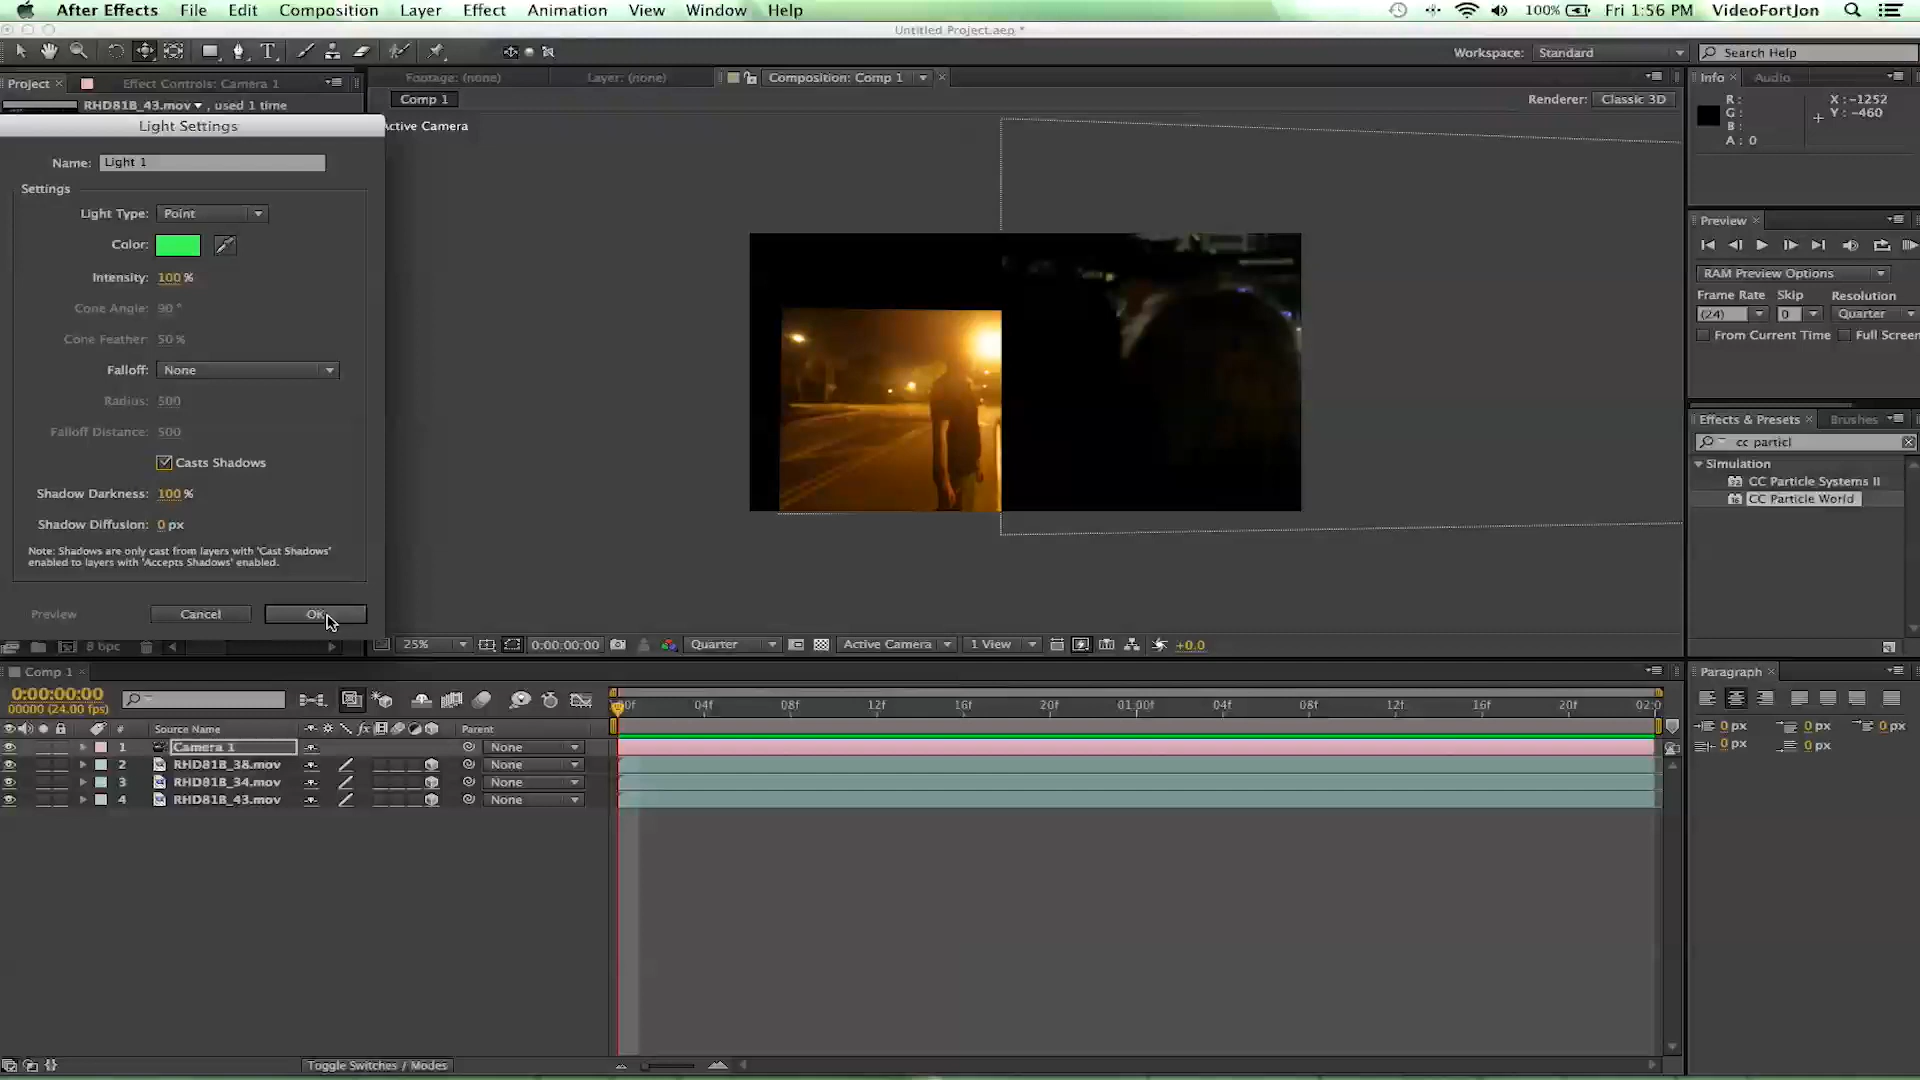 After Effects File Edit Composition Layer Effect Animation View Window Help 100% Fri 1:56 PM VideoFortJon
Untitled Project.aep *
Workspace: Standard Search Help
Project Effect Controls: Camera 1 Footage: (none) Layer: (none) Composition: Comp 1 Info Audio
RHD81B_43.mov , used 1 time Comp 1 Renderer: Classic 3D
R: X: -1252
G: Y: -460
B:
A: 0
Light Settings
Active Camera
Name: Light 1
Settings
Light Type: Point
Color:
Intensity: 100 %
Cone Angle: 90 °
Cone Feather: 50 %
Falloff: None
Radius: 500
Falloff Distance: 500
Casts Shadows
Shadow Darkness: 100 %
Shadow Diffusion: 0 px
Note: Shadows are only cast from layers with 'Cast Shadows'
enabled to layers with 'Accepts Shadows' enabled.
Preview Cancel OK
Preview
RAM Preview Options
Frame Rate Skip Resolution
(24) 0 Quarter
From Current Time Full Screen
Effects & Presets Brushes
cc particl
Simulation
CC Particle Systems II
CC Particle World
8 bpc 25% 0:00:00:00 Quarter Active Camera 1 View +0.0
Comp 1
0:00:00:00
00000 (24.00 fps)
00f 04f 08f 12f 16f 20f 01:00f 04f 08f 12f 16f 20f 02:0
# Source Name fx Parent
1 Camera 1 None
2 RHD81B_38.mov None
3 RHD81B_34.mov None
4 RHD81B_43.mov None
Toggle Switches / Modes
Paragraph
0 px 0 px 0 px
0 px 0 px